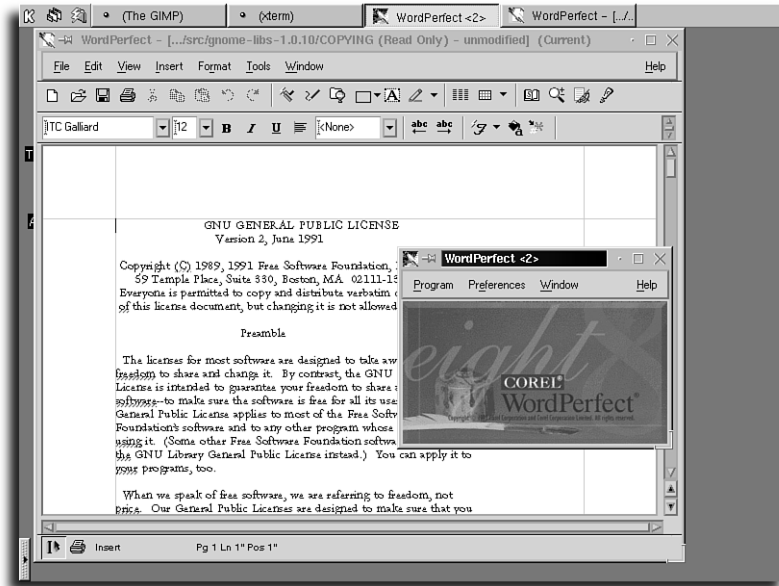 (The GIMP)
(xterm)
WordPerfect <2>
WordPerfect – [.../..
WordPerfect – [.../src/gnome-libs-1.0.10/COPYING (Read Only) – unmodified] (Current)
File Edit View Insert Format Tools Window Help
ITC Galliard 12 B I U <None> abc abc
GNU GENERAL PUBLIC LICENSE
Version 2, June 1991
Copyright (C) 1989, 1991 Free Software Foundation,
59 Temple Place, Suite 330, Boston, MA 02111-13
Everyone is permitted to copy and distribute verbatim
of this license document, but changing it is not allowed
Preamble
The licenses for most software are designed to take aw
freedom to share and change it. By contrast, the GNU
License is intended to guarantee your freedom to share
software--to make sure the software is free for all its use
General Public License applies to most of the Free Softw
Foundation's software and to any other program whose
using it. (Some other Free Software Foundation softwa
the GNU Library General Public License instead.) You can apply it to
your programs, too.
When we speak of free software, we are referring to freedom, not
price. Our General Public Licenses are designed to make sure that you
WordPerfect <2>
Program Preferences Window Help
eight 8
COREL®
WordPerfect®
Insert Pg 1 Ln 1" Pos 1"